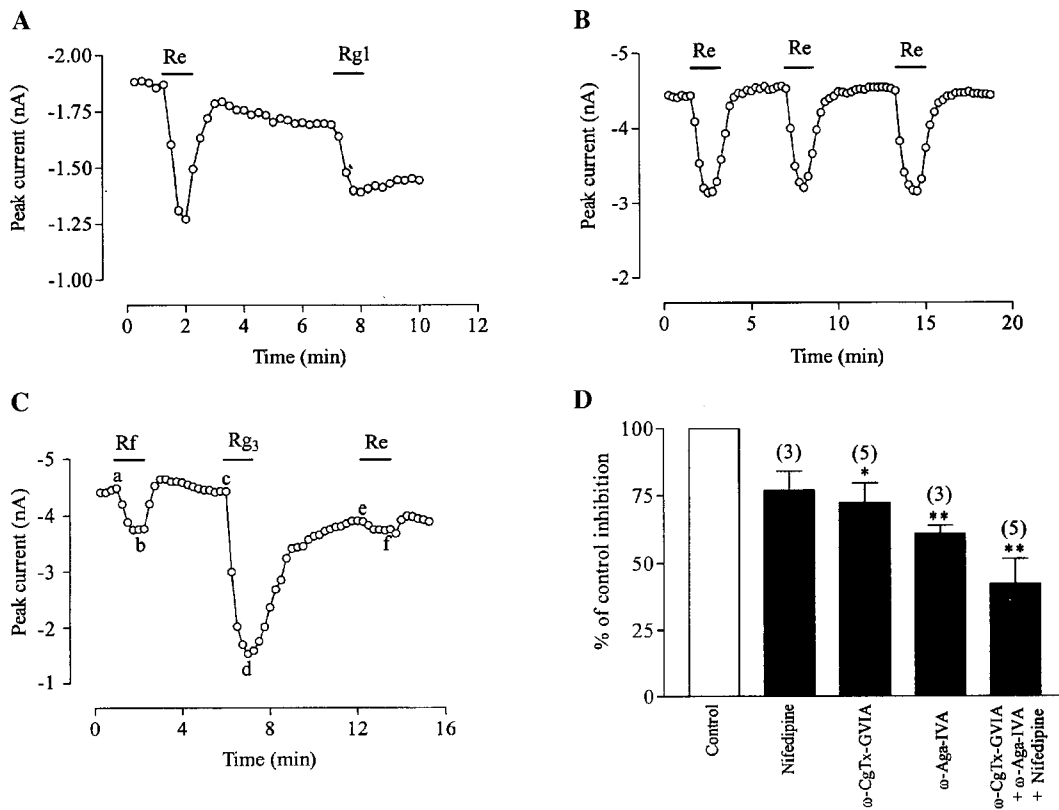 A
Re
Rg1
Peak current (nA)
-2.00
-1.75
-1.50
-1.25
-1.00
0
2
4
6
8
10
12
Time (min)
B
Re
Re
Re
Peak current (nA)
-5
-4
-3
-2
0
5
10
15
20
Time (min)
C
Rf
Rg₃
Re
a
b
c
d
e
f
Peak current (nA)
-5
-4
-3
-2
-1
0
4
8
12
16
Time (min)
D
% of control inhibition
100
75
50
25
0
(3)
(5)
*
(3)
**
(5)
**
Control
Nifedipine
ω-CgTx-GVIA
ω-Aga-IVA
ω-CgTx-GVIA
+ ω-Aga-IVA
+ Nifedipine